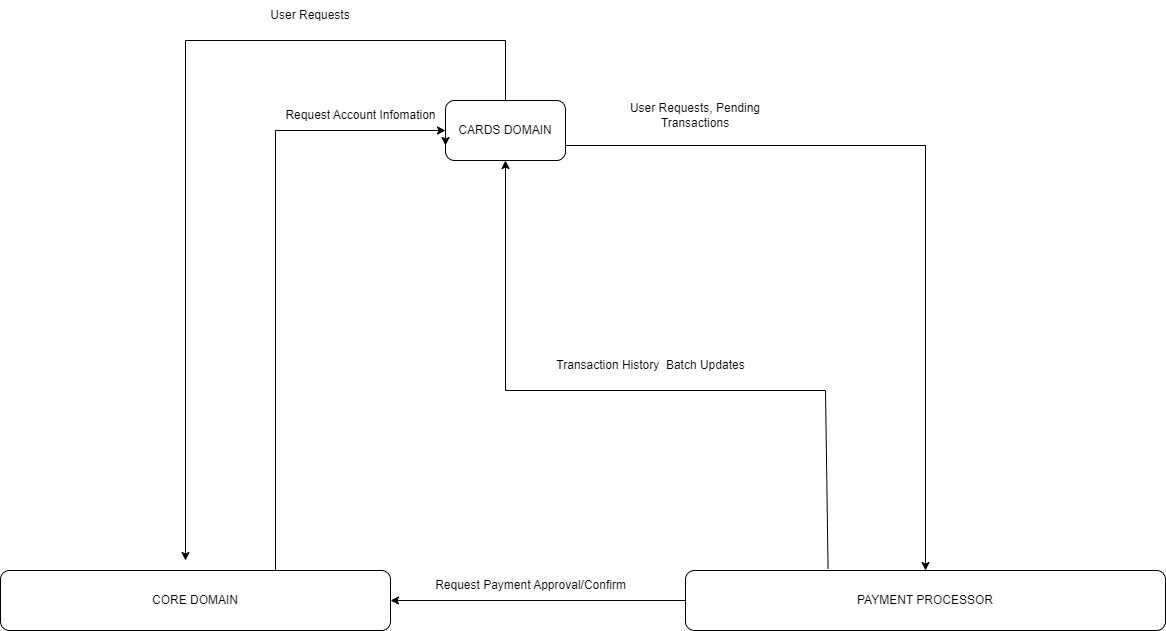 User Requests
Request Account Infomation
CARDS DOMAIN
User Requests, Pending
Transactions
Transaction History  Batch Updates
Request Payment Approval/Confirm
CORE DOMAIN
PAYMENT PROCESSOR